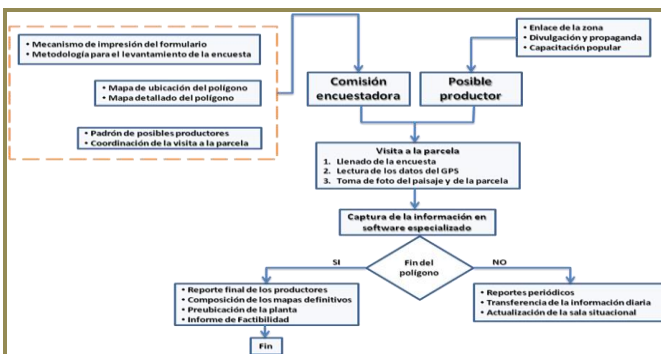 • Mecanismo de impresión del formulario
• Metodología para el levantamiento de la encuesta
• Mapa de ubicación del polígono
• Mapa detallado del polígono
• Padrón de posibles productores
• Coordinación de la visita a la parcela
• Enlace de la zona
• Divulgación y propaganda
• Capacitación popular
Comisión
encuestadora
Posible
productor
Visita a la parcela
1. Llenado de la encuesta
2. Lectura de los datos del GPS
3. Toma de foto del paisaje y de la parcela
Captura de la información en
software especializado
Fin del
polígono
SI
NO
• Reporte final de los productores
• Composición de los mapas definitivos
• Preubicación de la planta
• Informe de Factibilidad
• Reportes periódicos
• Transferencia de la información diaria
• Actualización de la sala situacional
Fin